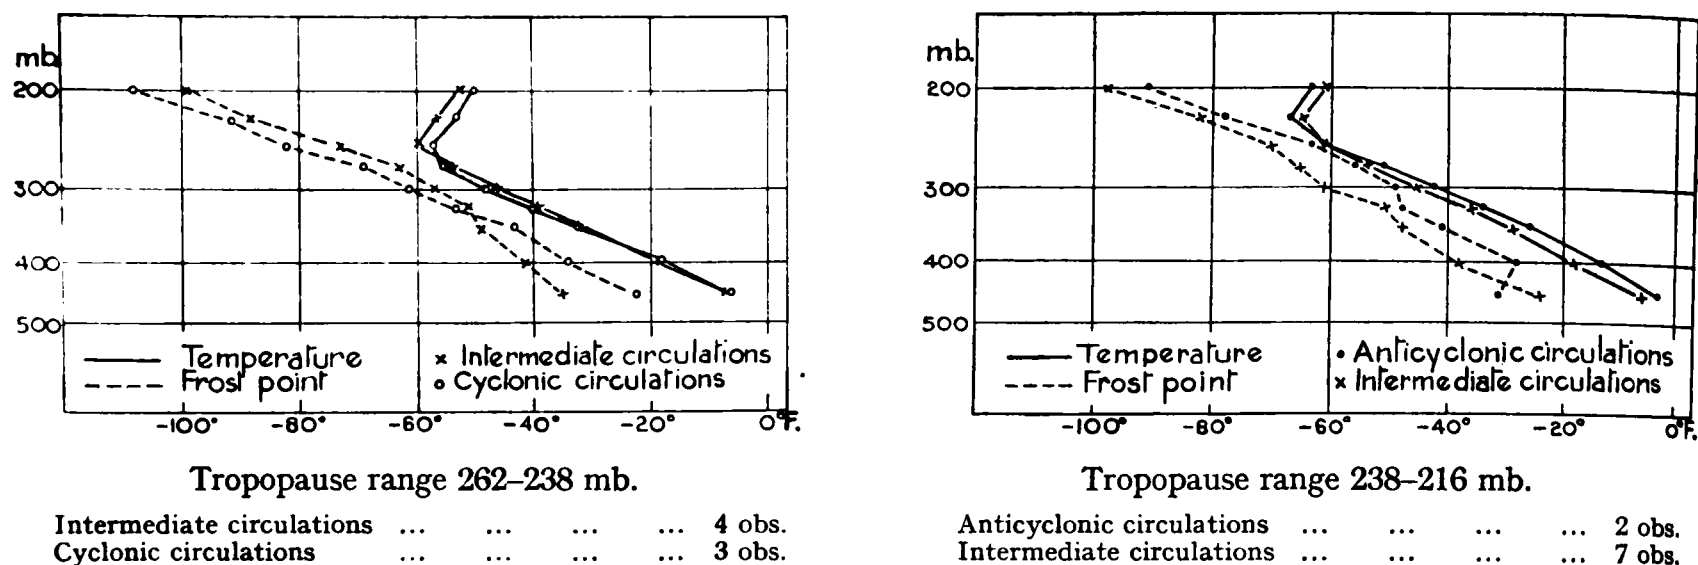 mb.
200
300
400
500
Temperature
Frost point
× Intermediate circulations
o Cyclonic circulations
-100° -80° -60° -40° -20° 0°F.
Tropopause range 262–238 mb.
Intermediate circulations ... ... ... ... 4 obs.
Cyclonic circulations ... ... ... ... 3 obs.
mb.
200
300
400
500
Temperature
Frost point
• Anticyclonic circulations
× Intermediate circulations
-100° -80° -60° -40° -20° 0°F.
Tropopause range 238–216 mb.
Anticyclonic circulations ... ... ... ... 2 obs.
Intermediate circulations ... ... ... ... 7 obs.